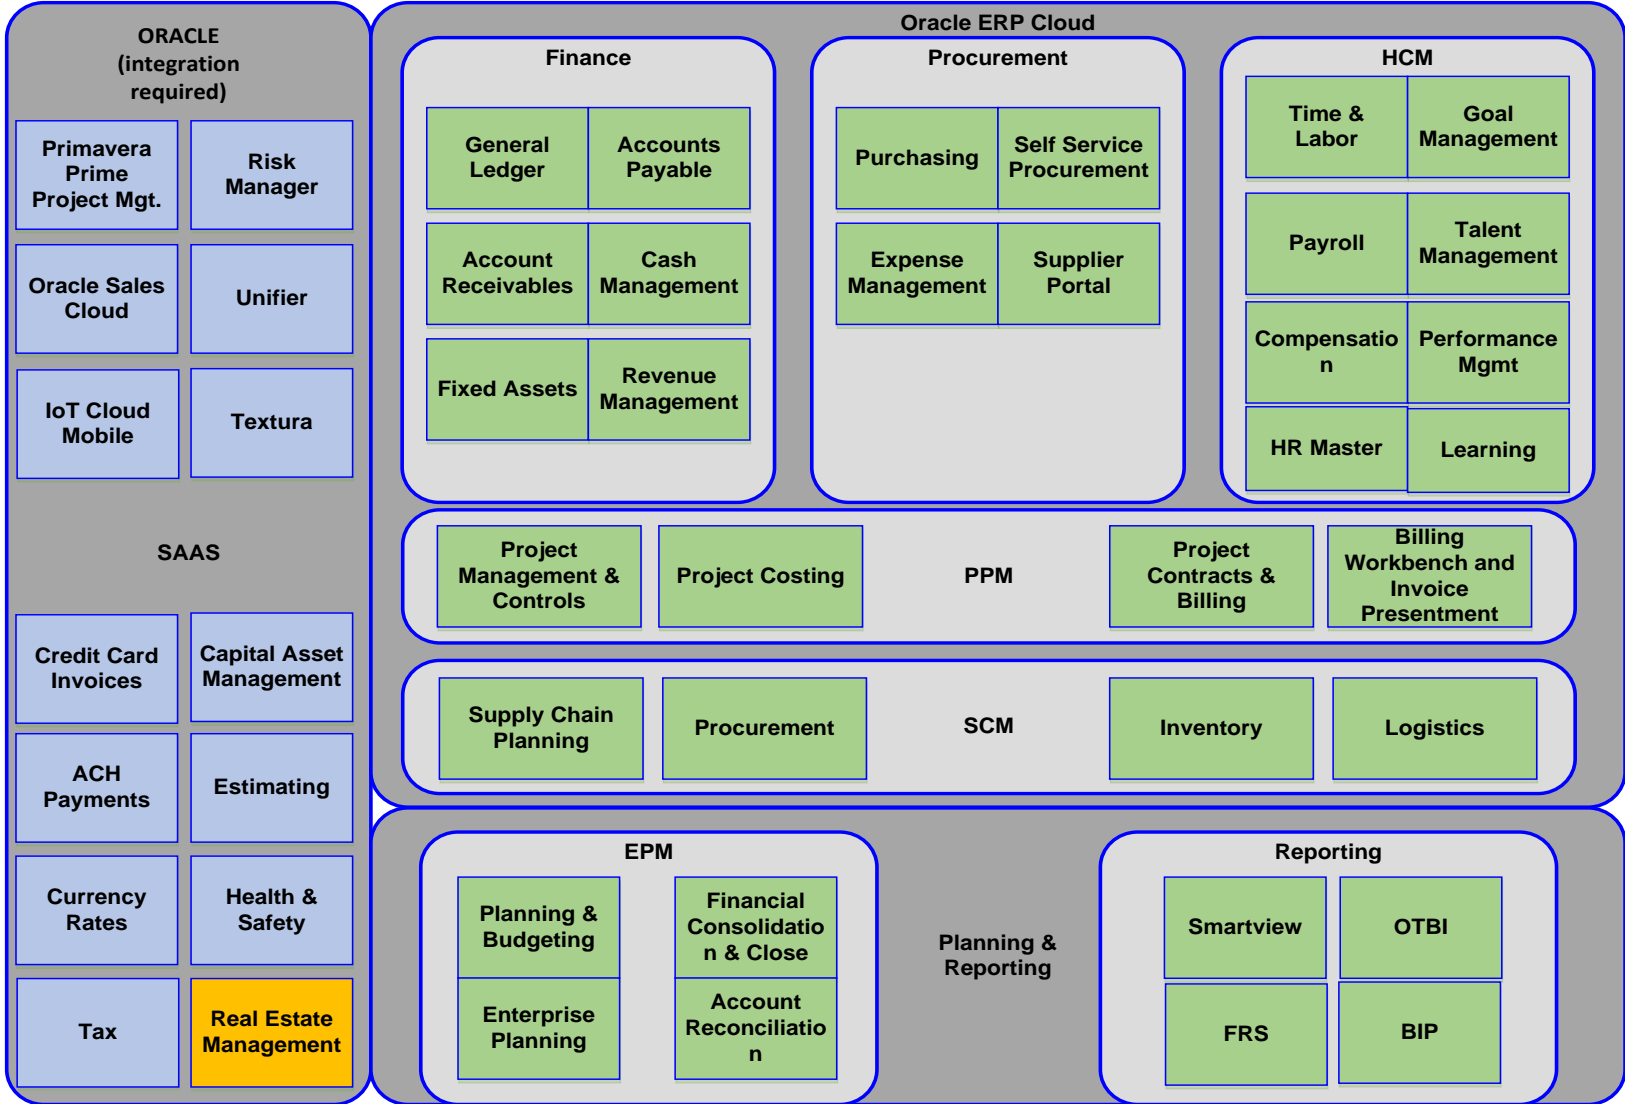 ORACLE
(integration
required)
Primavera
Prime
Project Mgt.
Risk
Manager
Oracle Sales
Cloud
Unifier
IoT Cloud
Mobile
Textura
SAAS
Credit Card
Invoices
Capital Asset
Management
ACH
Payments
Estimating
Currency
Rates
Health &
Safety
Tax
Real Estate
Management
Oracle ERP Cloud
Finance
General
Ledger
Accounts
Payable
Account
Receivables
Cash
Management
Fixed Assets
Revenue
Management
Procurement
Purchasing
Self Service
Procurement
Expense
Management
Supplier
Portal
HCM
Time &
Labor
Goal
Management
Payroll
Talent
Management
Compensatio
n
Performance
Mgmt
HR Master
Learning
Project
Management &
Controls
Project Costing
PPM
Project
Contracts &
Billing
Billing
Workbench and
Invoice
Presentment
Supply Chain
Planning
Procurement
SCM
Inventory
Logistics
EPM
Planning &
Budgeting
Financial
Consolidatio
n & Close
Enterprise
Planning
Account
Reconciliatio
n
Planning &
Reporting
Reporting
Smartview
OTBI
FRS
BIP